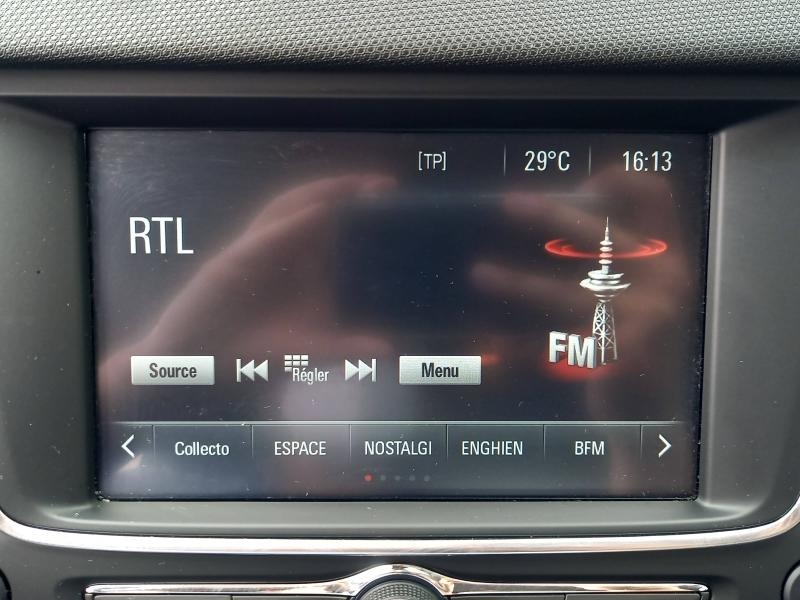 [TP] 29°C 16:13
RTL
FM
Source Régler Menu
Collecto ESPACE NOSTALGI ENGHIEN BFM